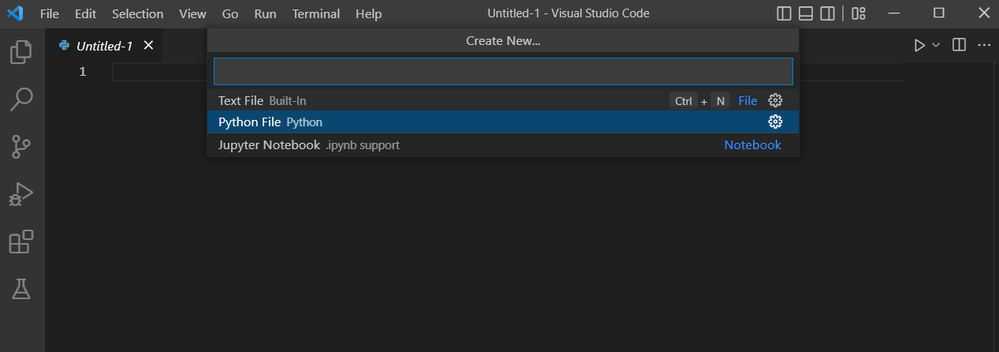 File Edit Selection View Go Run Terminal Help Untitled-1 - Visual Studio Code
Create New...
Untitled-1
1
Text File Built-In Ctrl + N File
Python File Python
Jupyter Notebook .ipynb support Notebook